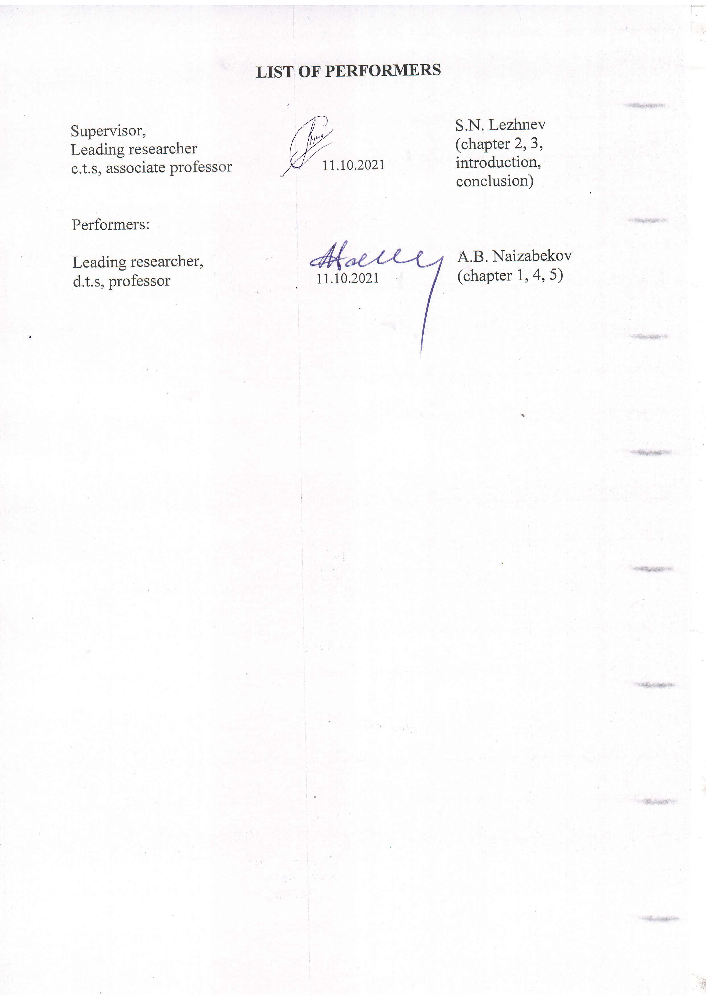 LIST OF PERFORMERS
Supervisor,
Leading researcher
c.t.s, associate professor
11.10.2021
S.N. Lezhnev
(chapter 2, 3,
introduction,
conclusion)
Performers:
Leading researcher,
d.t.s, professor
11.10.2021
A.B. Naizabekov
(chapter 1, 4, 5)